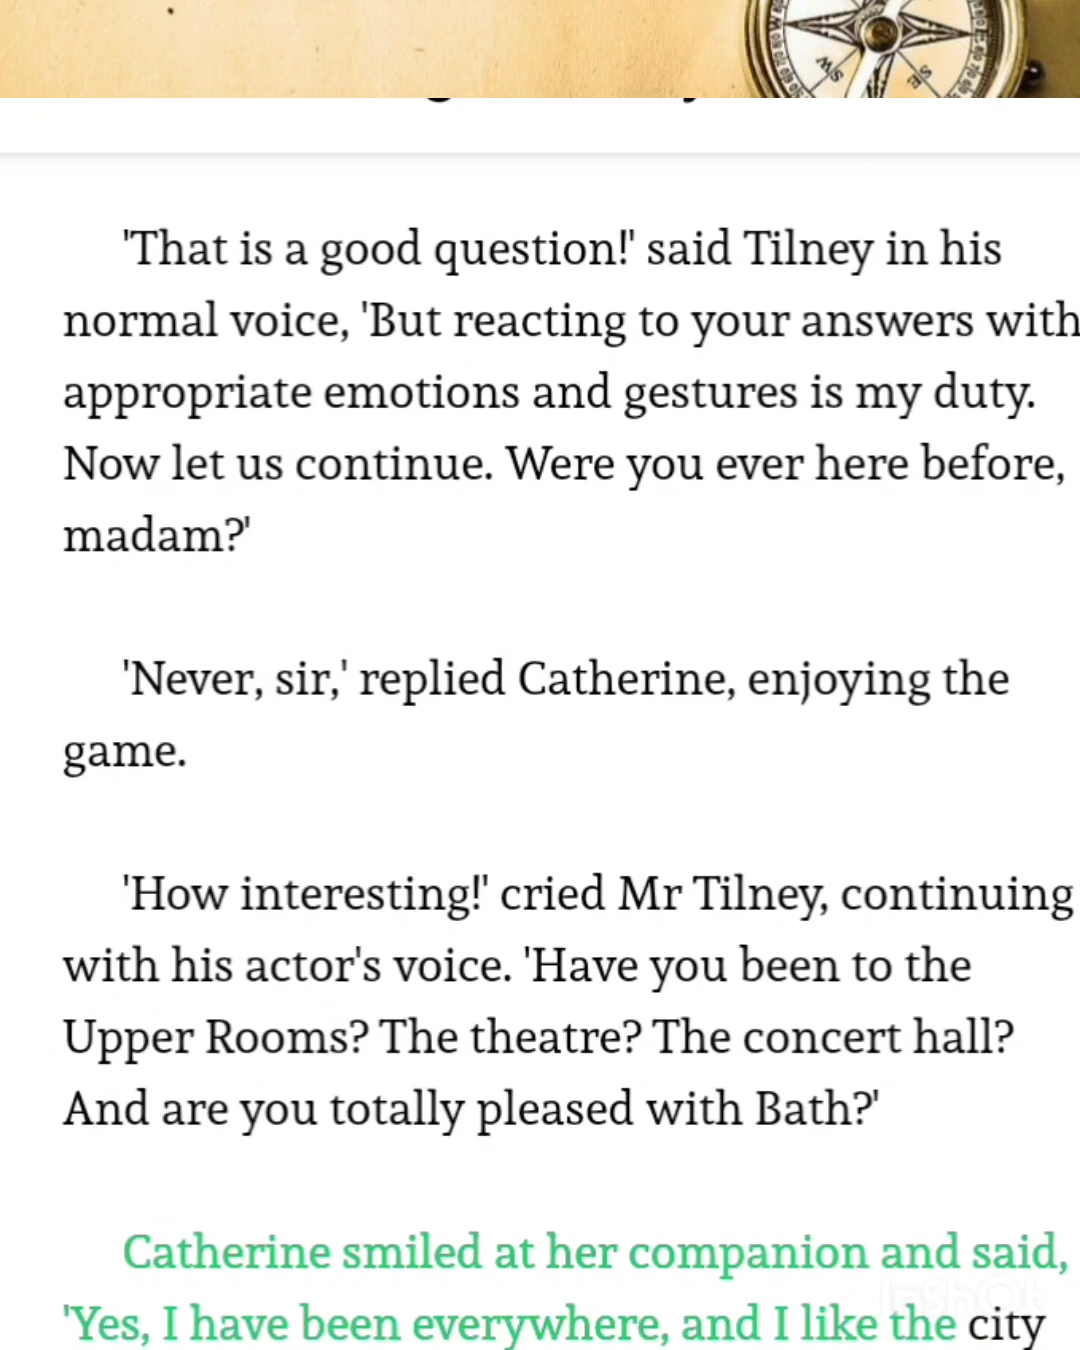 SW
SE
'That is a good question!' said Tilney in his
normal voice, 'But reacting to your answers with
appropriate emotions and gestures is my duty.
Now let us continue. Were you ever here before,
madam?'
'Never, sir,' replied Catherine, enjoying the
game.
'How interesting!' cried Mr Tilney, continuing
with his actor's voice. 'Have you been to the
Upper Rooms? The theatre? The concert hall?
And are you totally pleased with Bath?'
Catherine smiled at her companion and said,
'Yes, I have been everywhere, and I like the city
InShOt